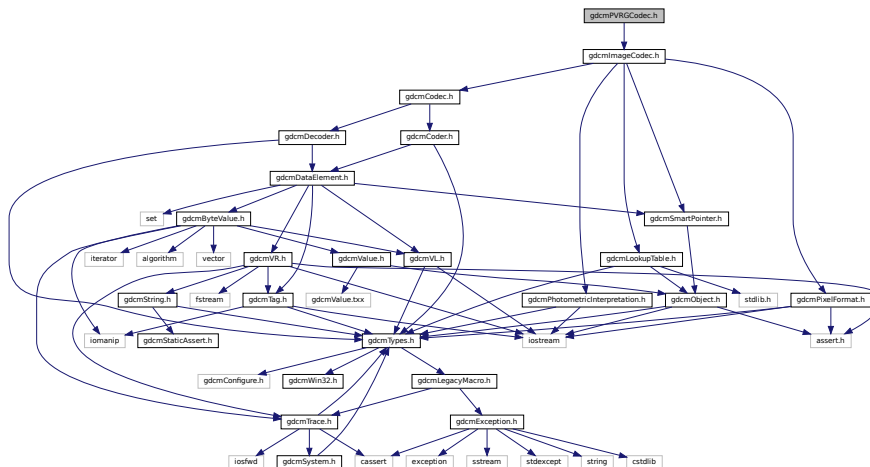 gdcmPVRGCodec.h
gdcmImageCodec.h
gdcmCodec.h
gdcmDecoder.h
gdcmCoder.h
gdcmDataElement.h
set
gdcmByteValue.h
gdcmSmartPointer.h
iterator
algorithm
vector
gdcmVR.h
gdcmValue.h
gdcmVL.h
gdcmLookupTable.h
gdcmString.h
fstream
gdcmTag.h
gdcmValue.txx
gdcmPhotometricInterpretation.h
gdcmObject.h
stdlib.h
gdcmPixelFormat.h
iomanip
gdcmStaticAssert.h
gdcmTypes.h
iostream
assert.h
gdcmConfigure.h
gdcmWin32.h
gdcmLegacyMacro.h
gdcmTrace.h
gdcmException.h
iosfwd
gdcmSystem.h
cassert
exception
sstream
stdexcept
string
cstdlib